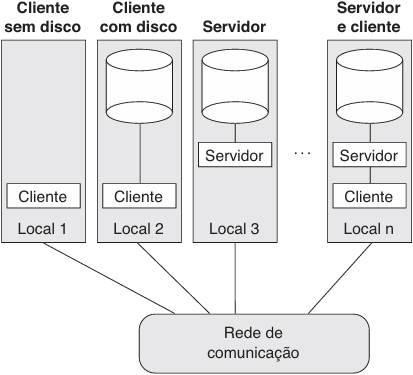 Cliente
sem disco
Cliente
com disco
Servidor
Servidor
e cliente
Servidor
...
Servidor
Cliente
Cliente
Cliente
Local 1
Local 2
Local 3
Local n
Rede de
comunicação